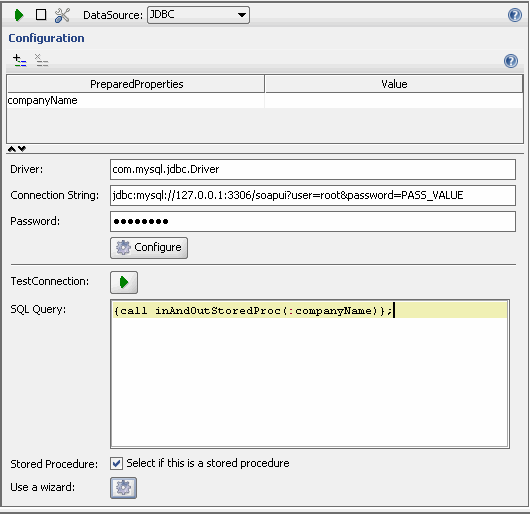 DataSource: JDBC
Configuration
PreparedProperties Value
companyName
Driver: com.mysql.jdbc.Driver
Connection String: jdbc:mysql://127.0.0.1:3306/soapui?user=root&password=PASS_VALUE
Password: ●●●●●●●●
Configure
TestConnection:
SQL Query: {call inAndOutStoredProc(:companyName)};
Stored Procedure: Select if this is a stored procedure
Use a wizard: